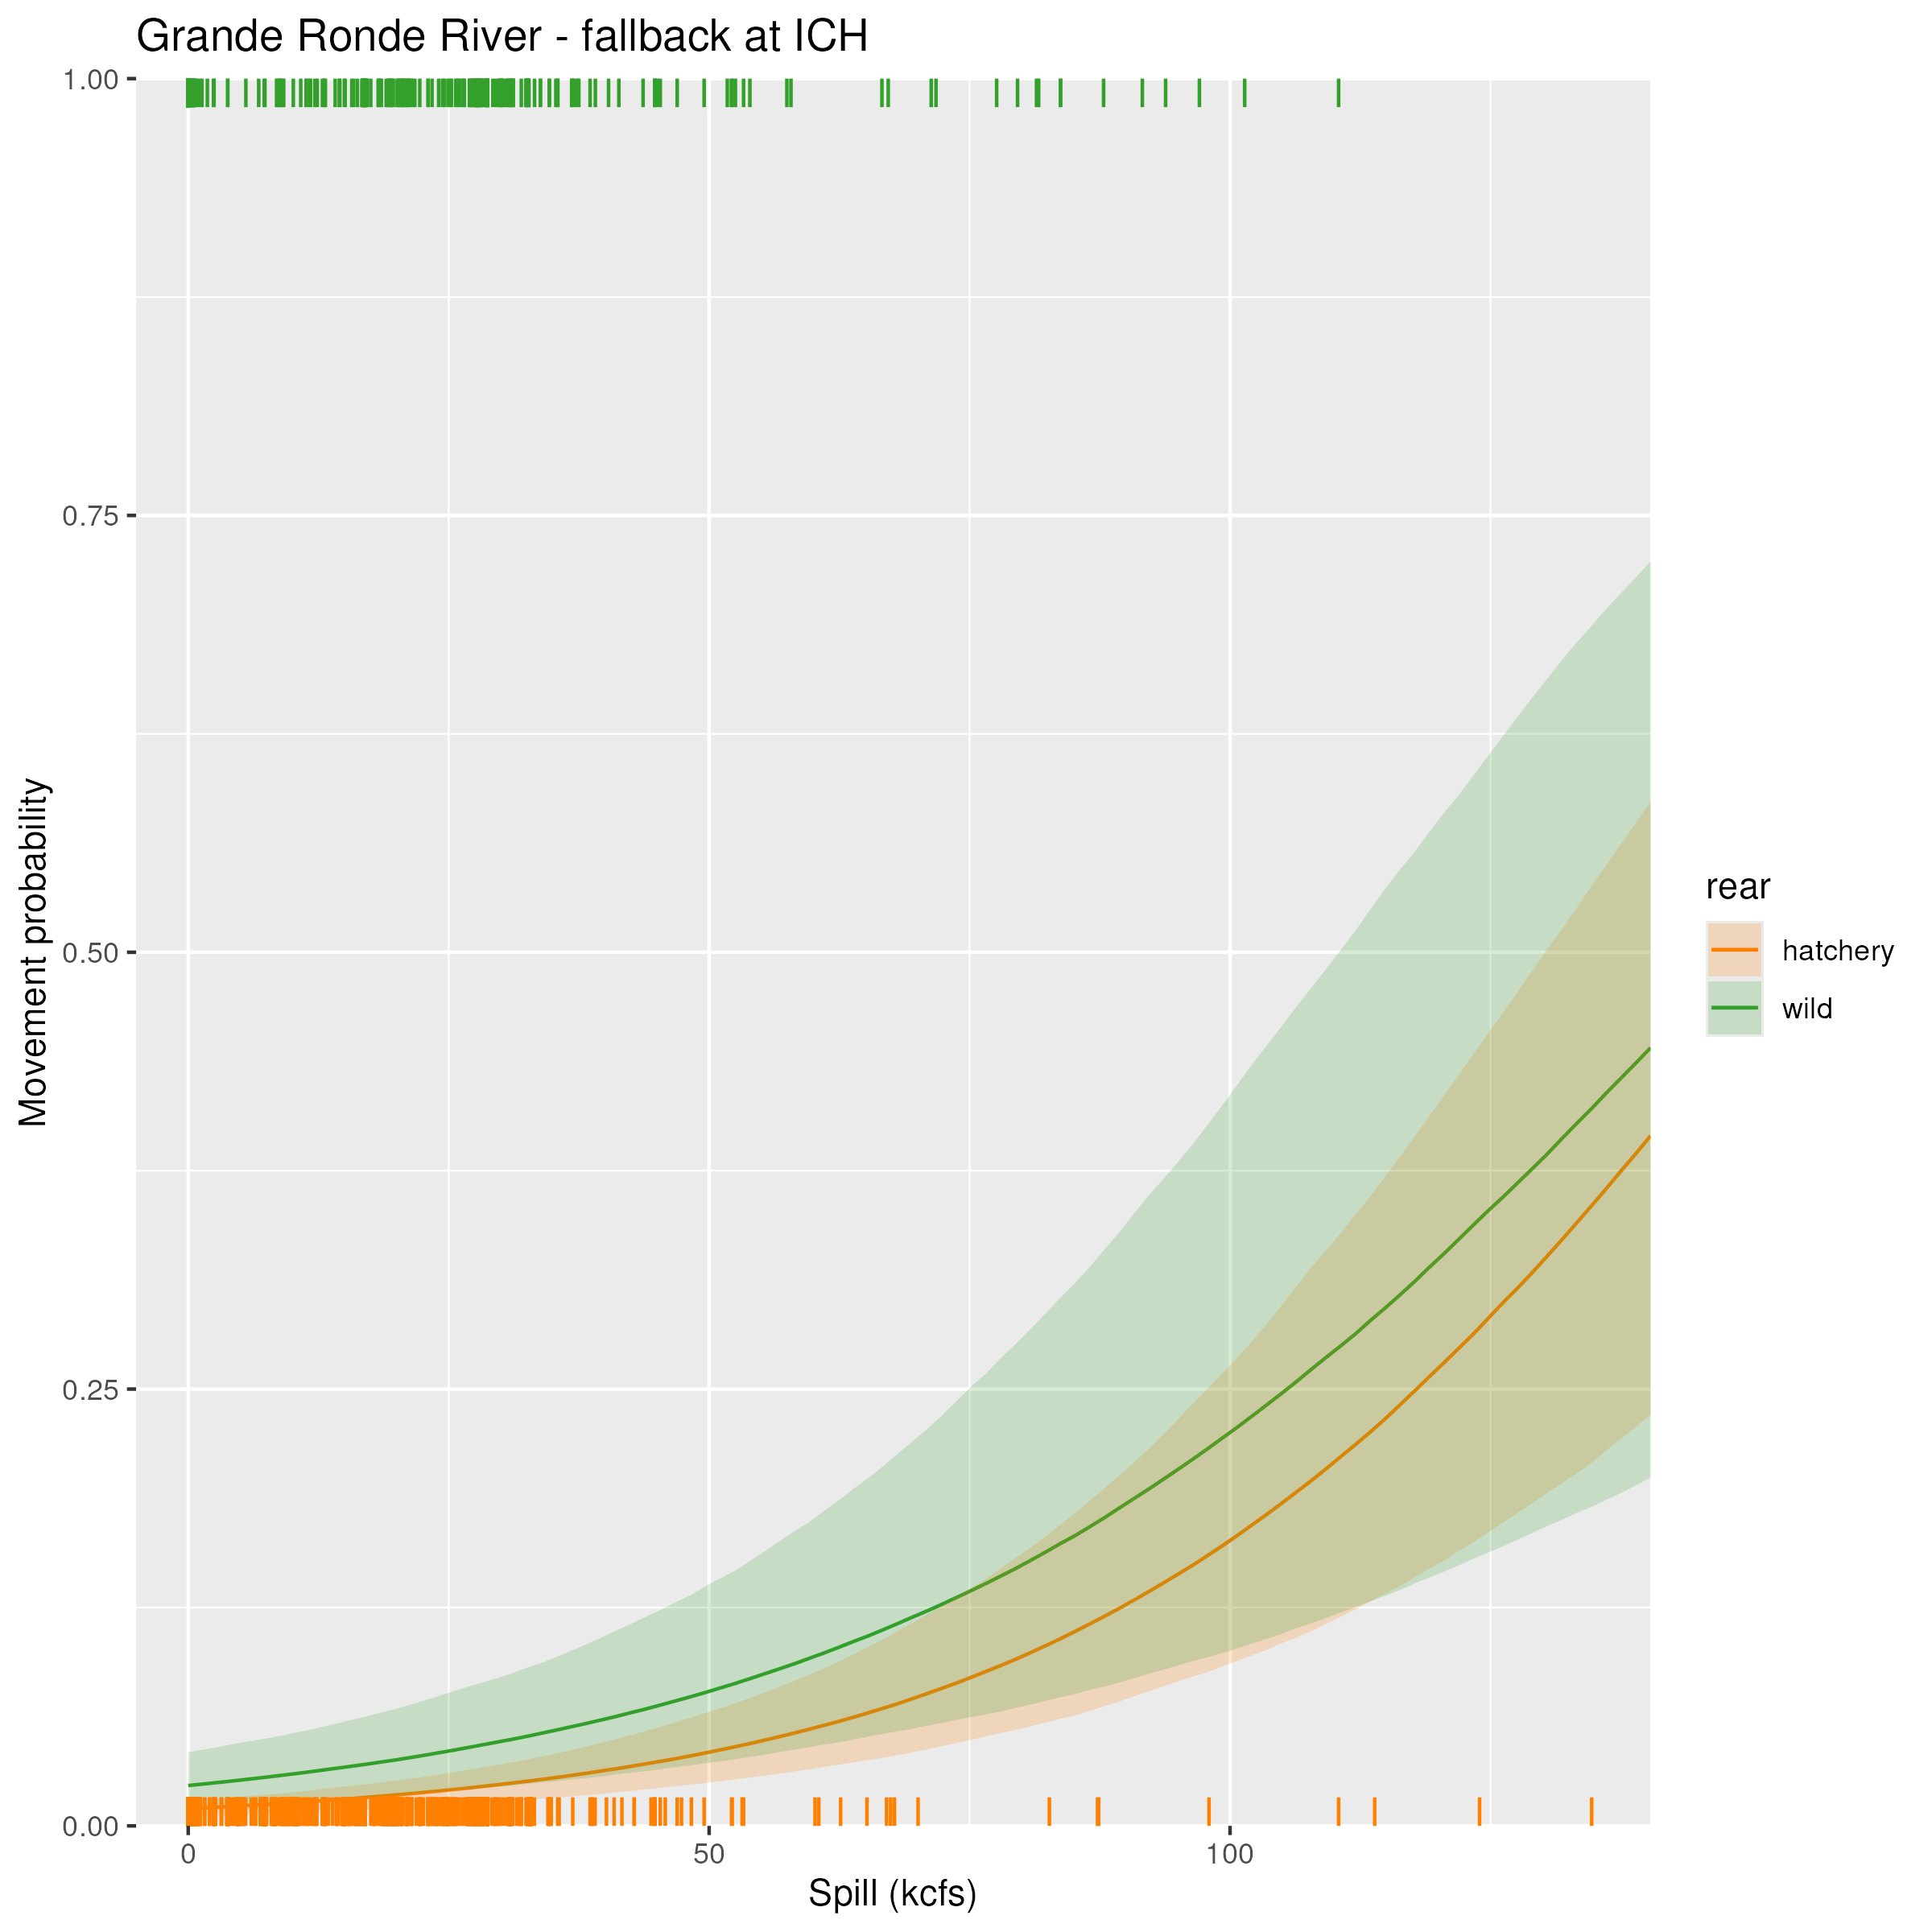 Grande Ronde River - fallback at ICH
1.00
0.75
0.50
0.25
0.00
Movement probability
0
50
100
Spill (kcfs)
rear
hatchery
wild